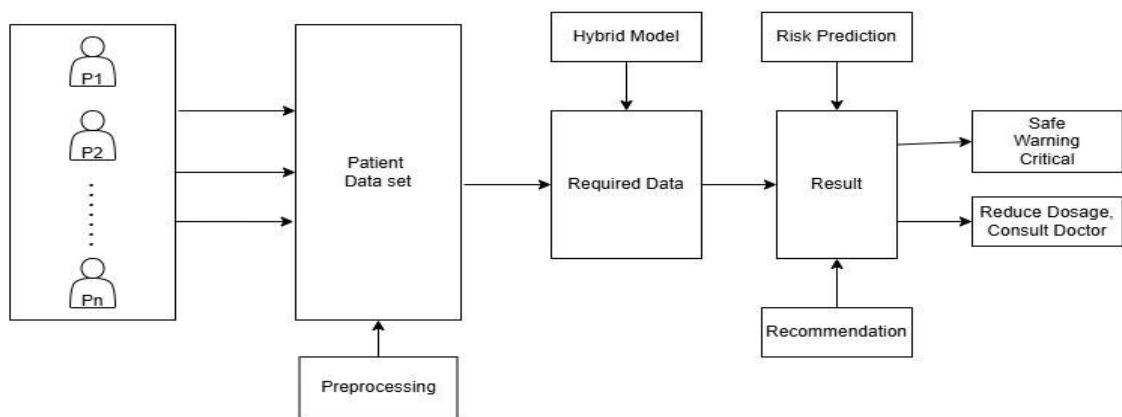 P1
P2
Pn
Patient
Data set
Preprocessing
Hybrid Model
Required Data
Risk Prediction
Result
Recommendation
Safe
Warning
Critical
Reduce Dosage,
Consult Doctor